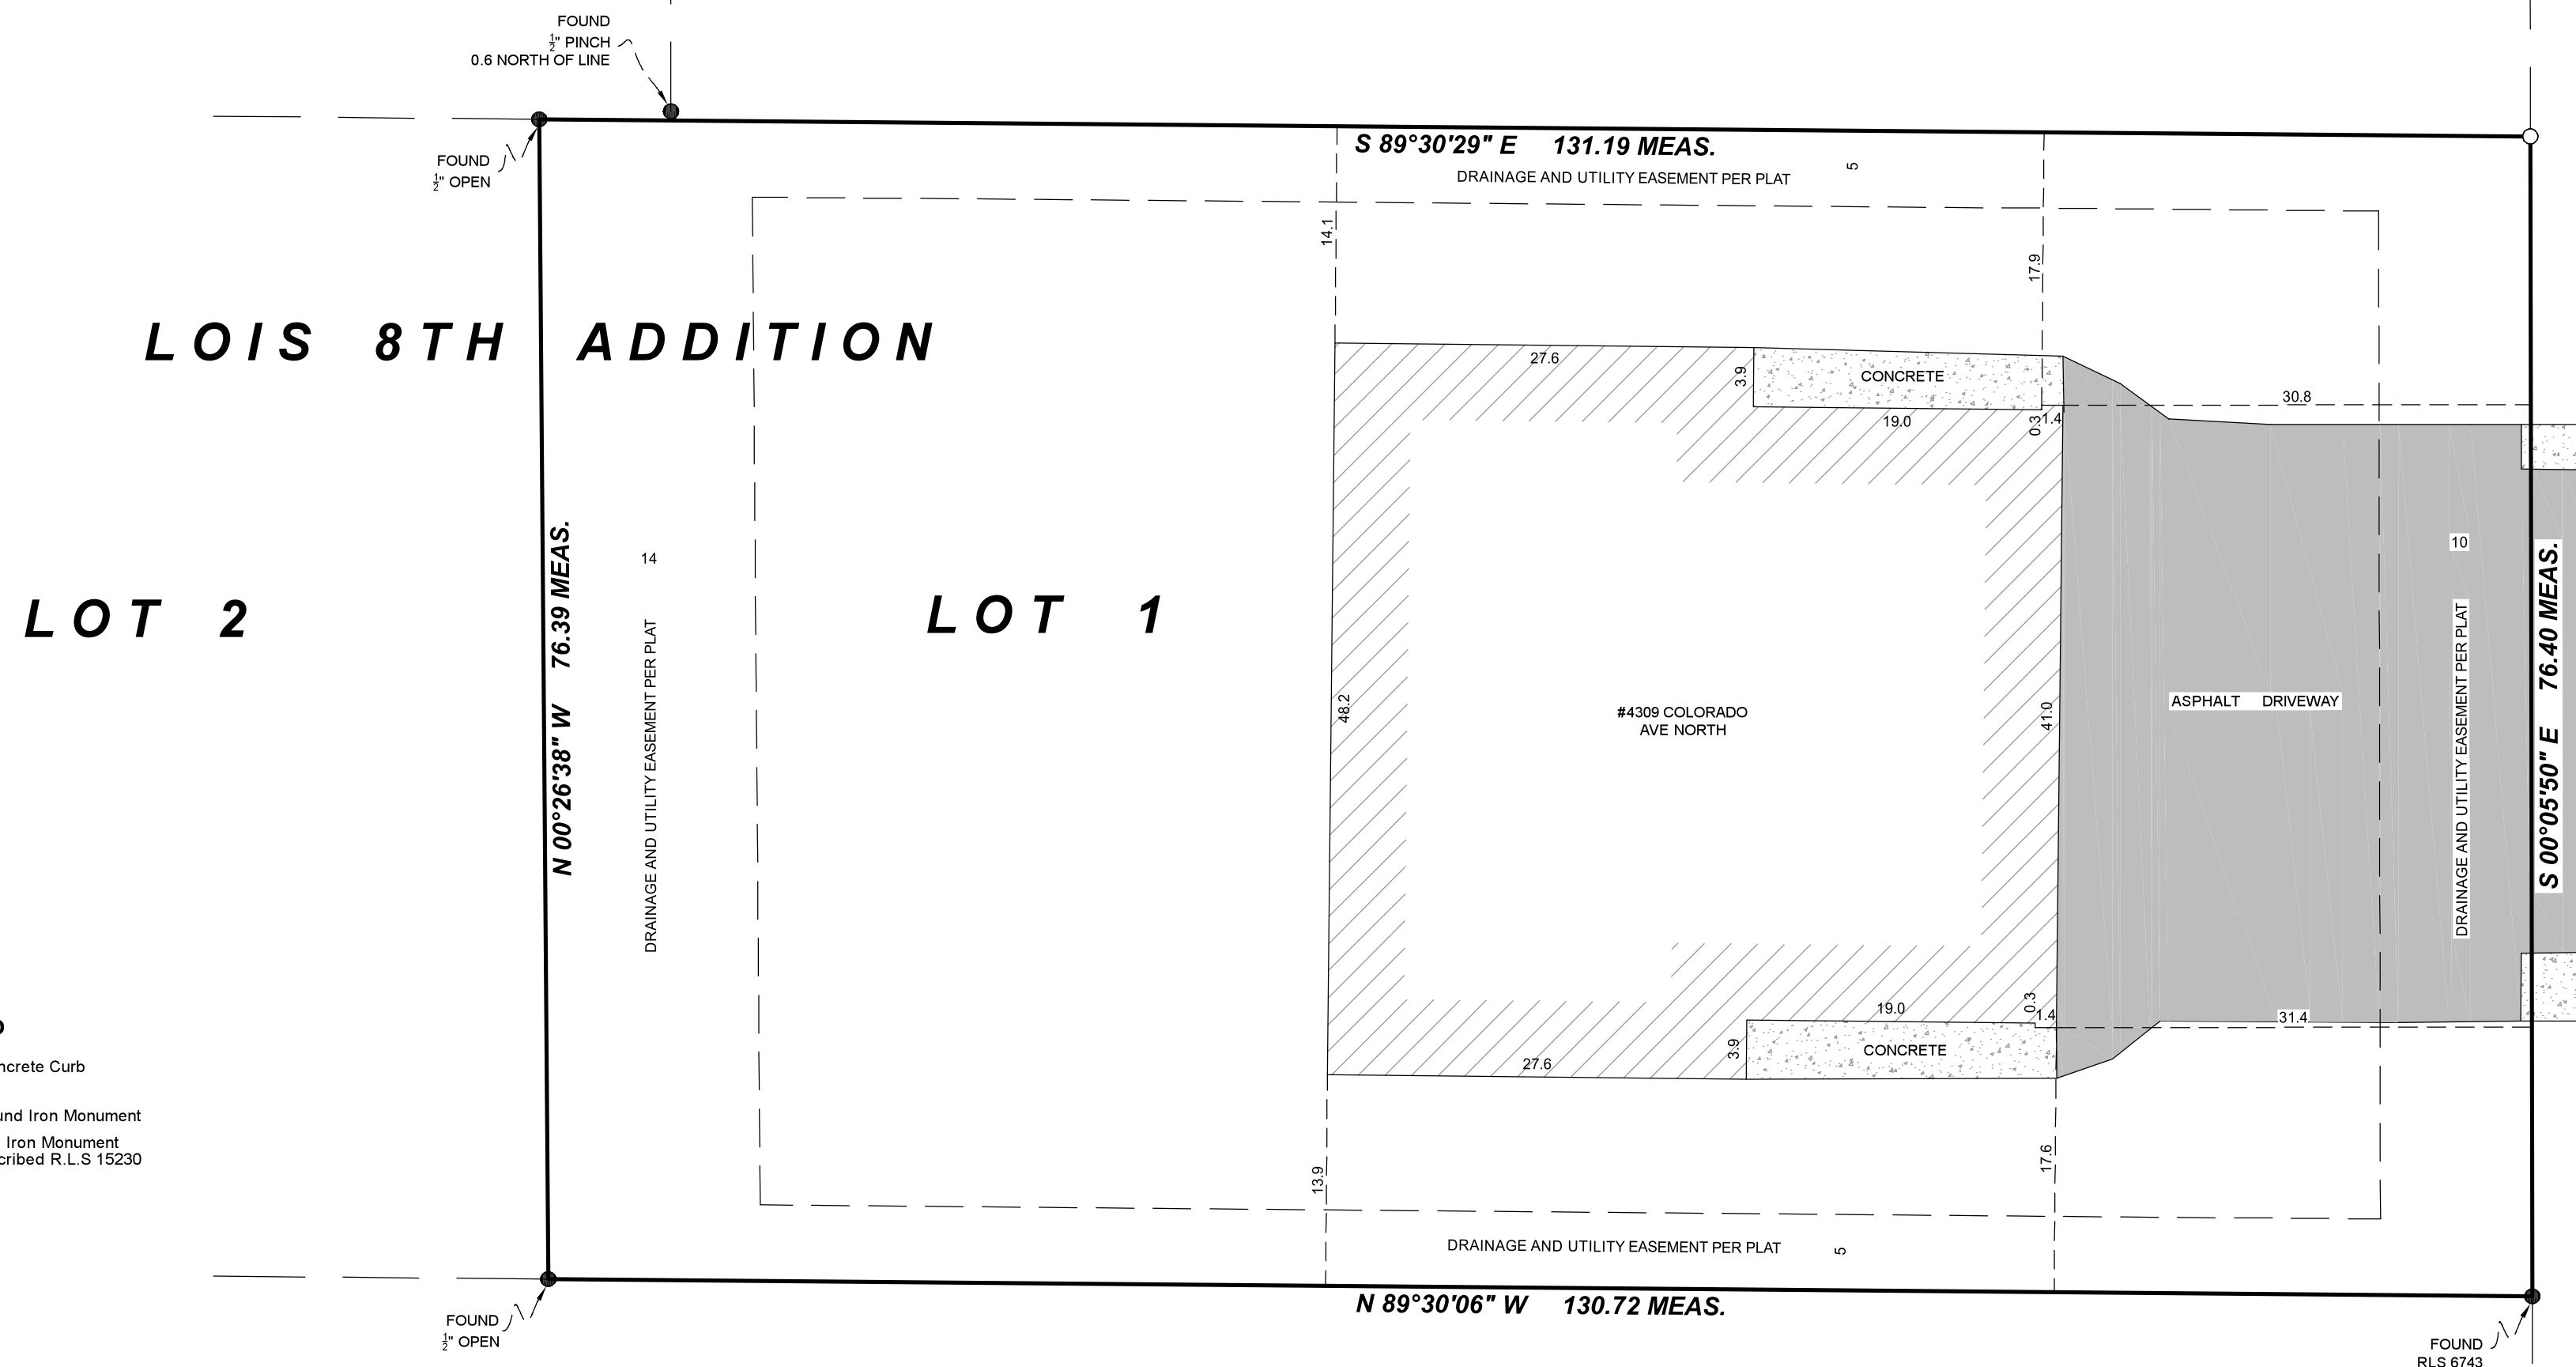 FOUND
½" PINCH
0.6 NORTH OF LINE
FOUND
½" OPEN
S 89°30'29" E 131.19 MEAS.
DRAINAGE AND UTILITY EASEMENT PER PLAT
5
14.1
17.9
LOIS 8TH ADDITION
27.6
3.9
CONCRETE
30.8
19.0
0.3
1.4
LOT 2
N 00°26'38" W 76.39 MEAS.
14
DRAINAGE AND UTILITY EASEMENT PER PLAT
LOT 1
48.2
#4309 COLORADO
AVE NORTH
41.0
ASPHALT DRIVEWAY
10
DRAINAGE AND UTILITY EASEMENT PER PLAT
S 00°05'50" E 76.40 MEAS.
19.0
0.3
1.4
31.4
3.9
CONCRETE
27.6
ncrete Curb
und Iron Monument
Iron Monument
cribed R.L.S 15230
13.9
17.6
DRAINAGE AND UTILITY EASEMENT PER PLAT
5
N 89°30'06" W 130.72 MEAS.
FOUND
½" OPEN
FOUND
RLS 6743